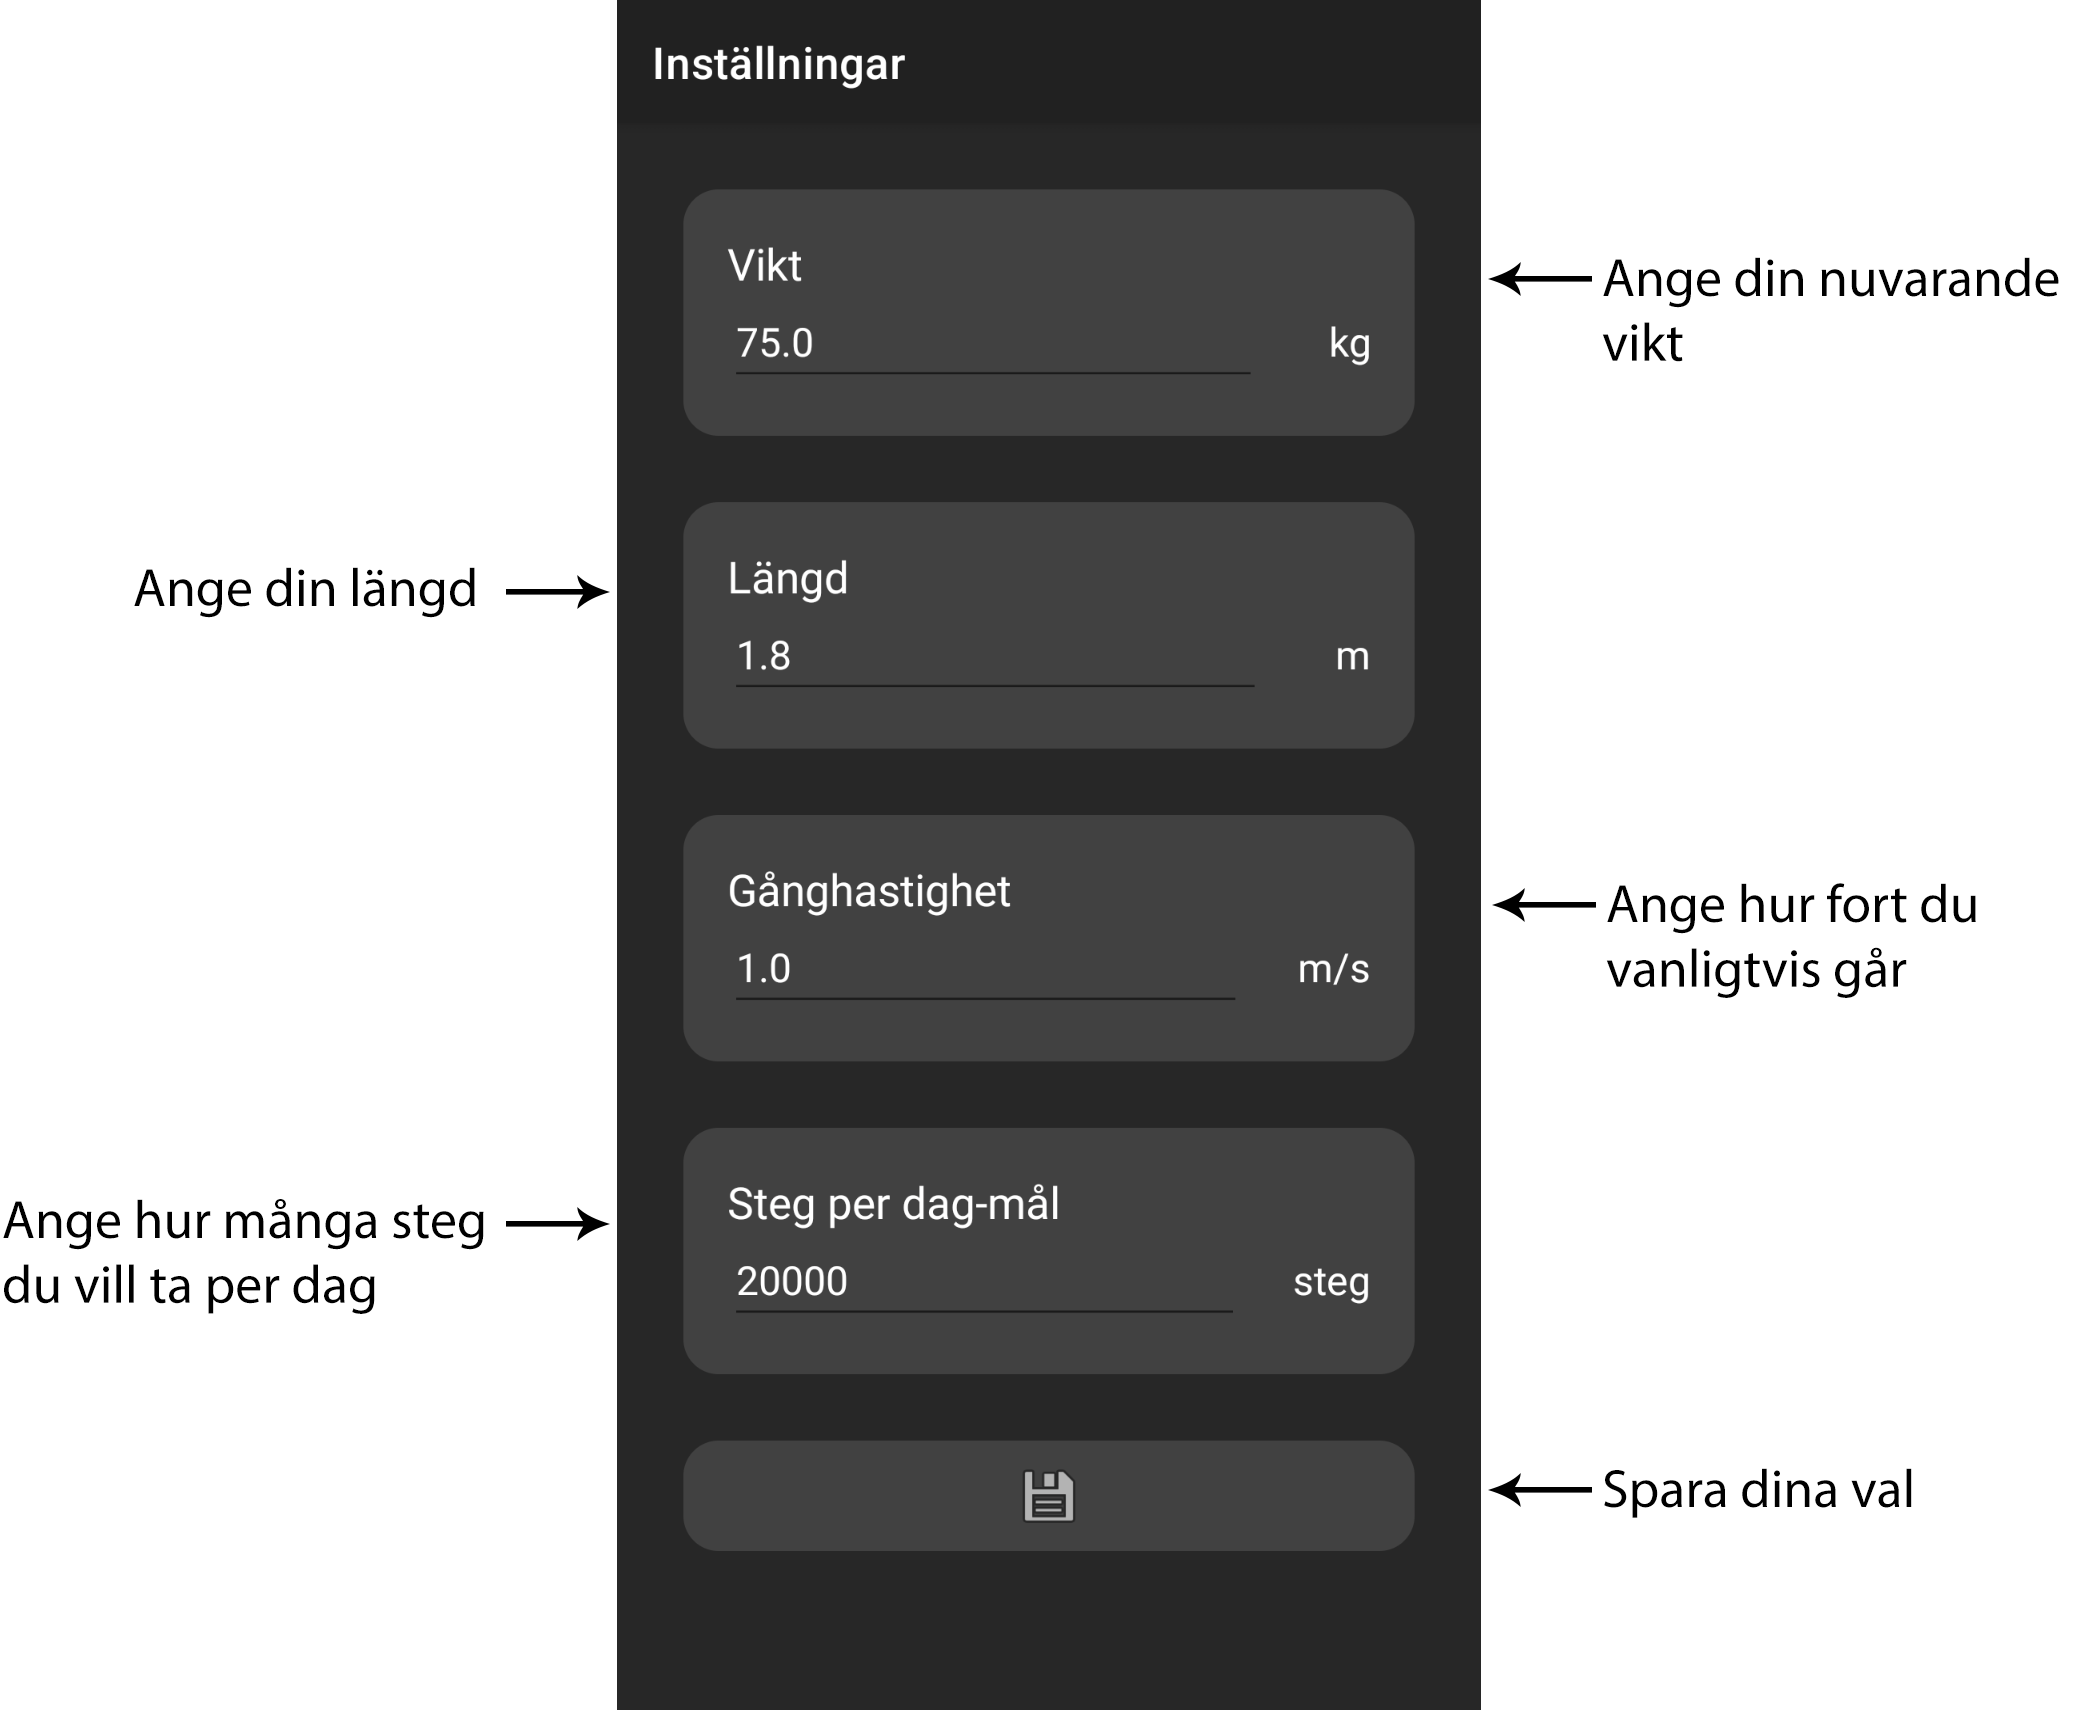 Inställningar
Vikt
75.0 kg
Ange din nuvarande
vikt
Ange din längd
Längd
1.8 m
Gånghastighet
1.0 m/s
Ange hur fort du
vanligtvis går
Ange hur många steg
du vill ta per dag
Steg per dag-mål
20000 steg
Spara dina val